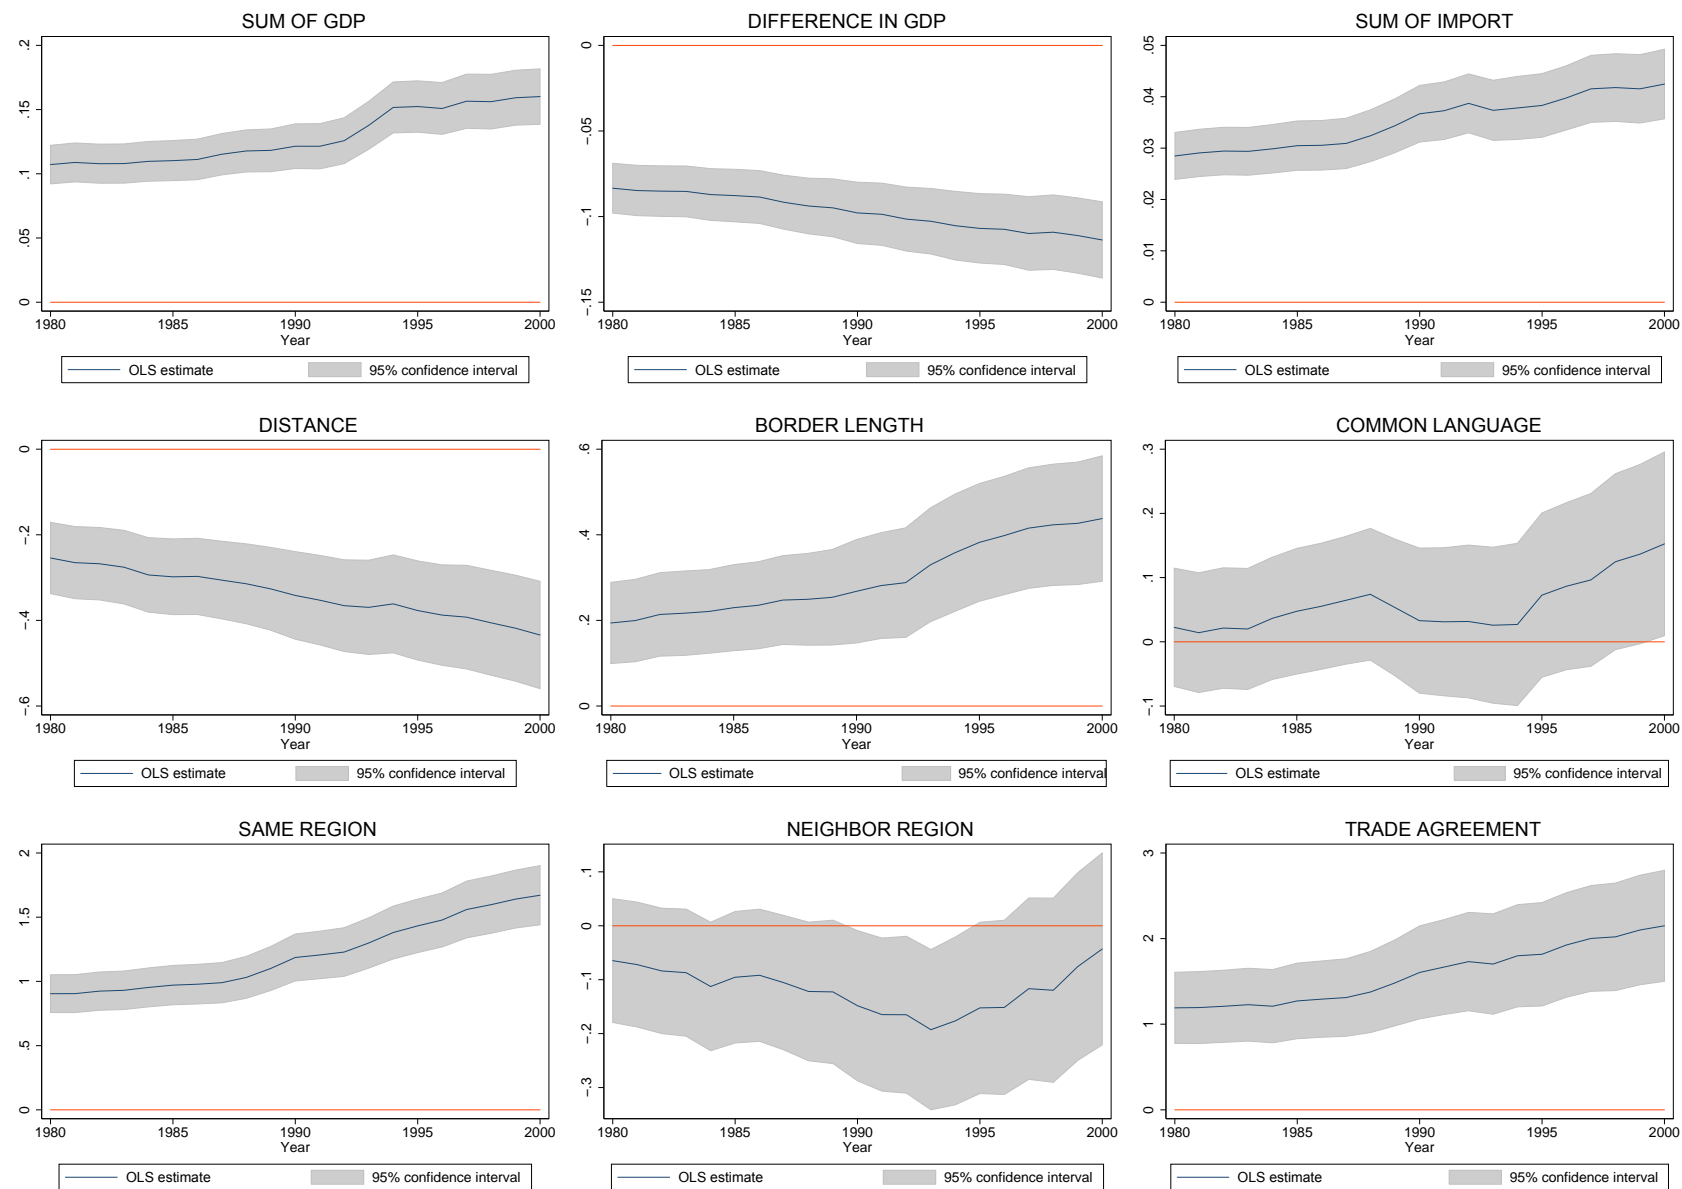 SUM OF GDP
.2
.15
.1
.05
0
1980 1985 1990 1995 2000
Year
OLS estimate 95% confidence interval
DIFFERENCE IN GDP
0
-.05
-.1
-.15
1980 1985 1990 1995 2000
Year
OLS estimate 95% confidence interval
SUM OF IMPORT
.05
.04
.03
.02
.01
0
1980 1985 1990 1995 2000
Year
OLS estimate 95% confidence interval
DISTANCE
0
-.2
-.4
-.6
1980 1985 1990 1995 2000
Year
OLS estimate 95% confidence interval
BORDER LENGTH
.6
.4
.2
0
1980 1985 1990 1995 2000
Year
OLS estimate 95% confidence interval
COMMON LANGUAGE
.3
.2
.1
0
-.1
1980 1985 1990 1995 2000
Year
OLS estimate 95% confidence interval
SAME REGION
2
1.5
1
.5
0
1980 1985 1990 1995 2000
Year
OLS estimate 95% confidence interval
NEIGHBOR REGION
.1
0
-.1
-.2
-.3
1980 1985 1990 1995 2000
Year
OLS estimate 95% confidence interval
TRADE AGREEMENT
3
2
1
0
1980 1985 1990 1995 2000
Year
OLS estimate 95% confidence interval